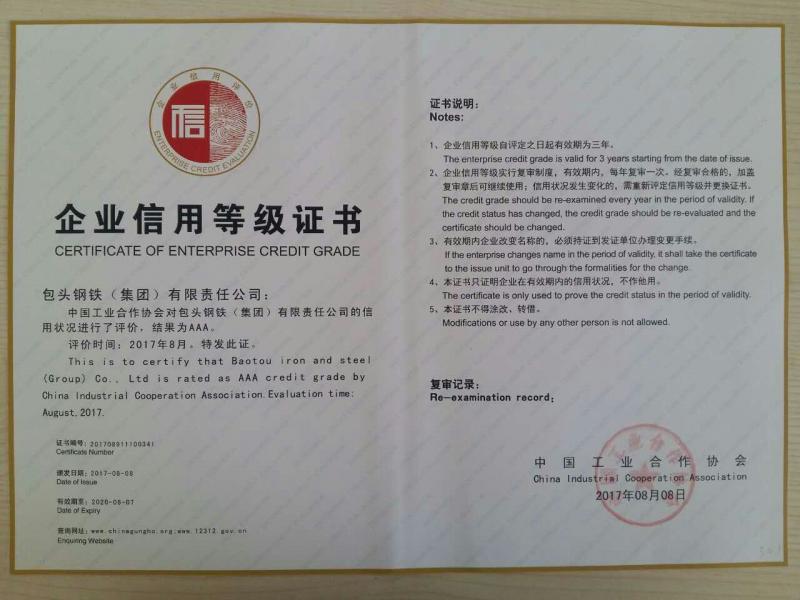 企业信用评价
信
ENTERPRISE CREDIT EVALUATION
企业信用等级证书
CERTIFICATE OF ENTERPRISE CREDIT GRADE
包头钢铁（集团）有限责任公司：
中国工业合作协会对包头钢铁（集团）有限责任公司的信
用状况进行了评价，结果为AAA。
评价时间：2017年8月。特发此证。
This is to certify that Baotou iron and steel
(Group) Co., Ltd is rated as AAA credit grade by
China Industrial Cooperation Association.Evaluation time:
August,2017.
证书编号：201708911100341
Certificate Number
颁发日期：2017-08-08
Date of Issue
有效期至：2020-08-07
Date of Expiry
查询网址：www.chinagungho.org;www.12312.gov.cn
Enquiring Website
证书说明：
Notes:
1、企业信用等级自评定之日起有效期为三年。
The enterprise credit grade is valid for 3 years starting from the date of issue.
2、企业信用等级实行复审制度，有效期内，每年复审一次。经复审合格的，加盖
复审章后可继续使用；信用状况发生变化的，需重新评定信用等级并更换证书。
The credit grade should be re-examined every year in the period of validity. If
the credit status has changed, the credit grade should be re-evaluated and the
certificate should be changed.
3、有效期内企业改变名称的，必须持证到发证单位办理变更手续。
If the enterprise changes name in the period of validity, it shall take the certificate
to the issue unit to go through the formalities for the change.
4、本证书只证明企业在有效期内的信用状况，不作他用。
The certificate is only used to prove the credit status in the period of validity.
5、本证书不得涂改、转借。
Modifications or use by any other person is not allowed.
复审记录：
Re-examination record:
中国工业合作协会
China Industrial Cooperation Association
2017年08月08日